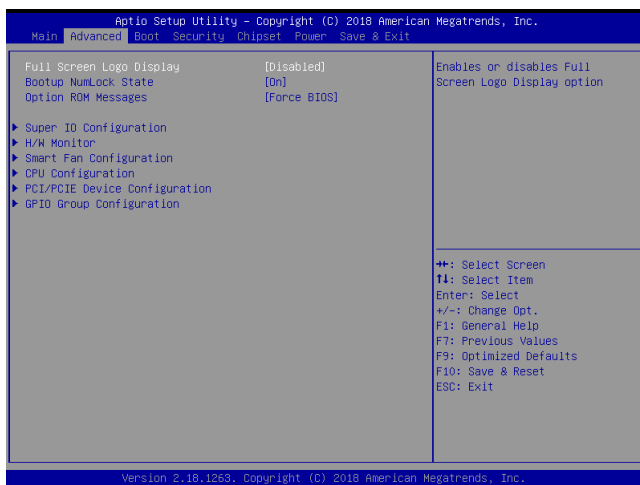 Aptio Setup Utility – Copyright (C) 2018 American Megatrends, Inc.
Main Advanced Boot Security Chipset Power Save & Exit
Full Screen Logo Display [Disabled]
Bootup NumLock State [On]
Option ROM Messages [Force BIOS]
Super IO Configuration
H/W Monitor
Smart Fan Configuration
CPU Configuration
PCI/PCIE Device Configuration
GPIO Group Configuration
Enables or disables Full
Screen Logo Display option
→←: Select Screen
↑↓: Select Item
Enter: Select
+/-: Change Opt.
F1: General Help
F7: Previous Values
F9: Optimized Defaults
F10: Save & Reset
ESC: Exit
Version 2.18.1263. Copyright (C) 2018 American Megatrends, Inc.